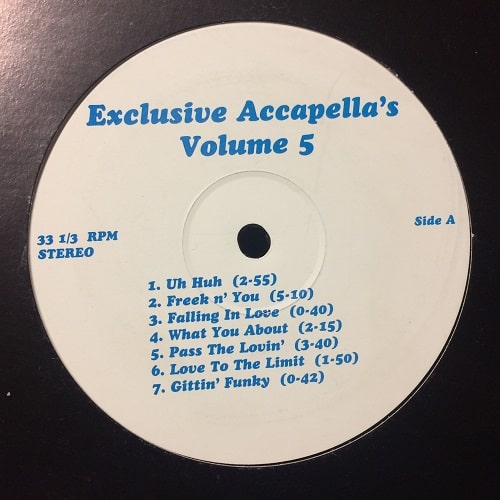 Exclusive Accapella's
Volume 5
33 1/3 RPM
STEREO
Side A
1. Uh Huh (2-55)
2. Freek n' You (5-10)
3. Falling In Love (0-40)
4. What You About (2-15)
5. Pass The Lovin' (3-40)
6. Love To The Limit (1-50)
7. Gittin' Funky (0-42)